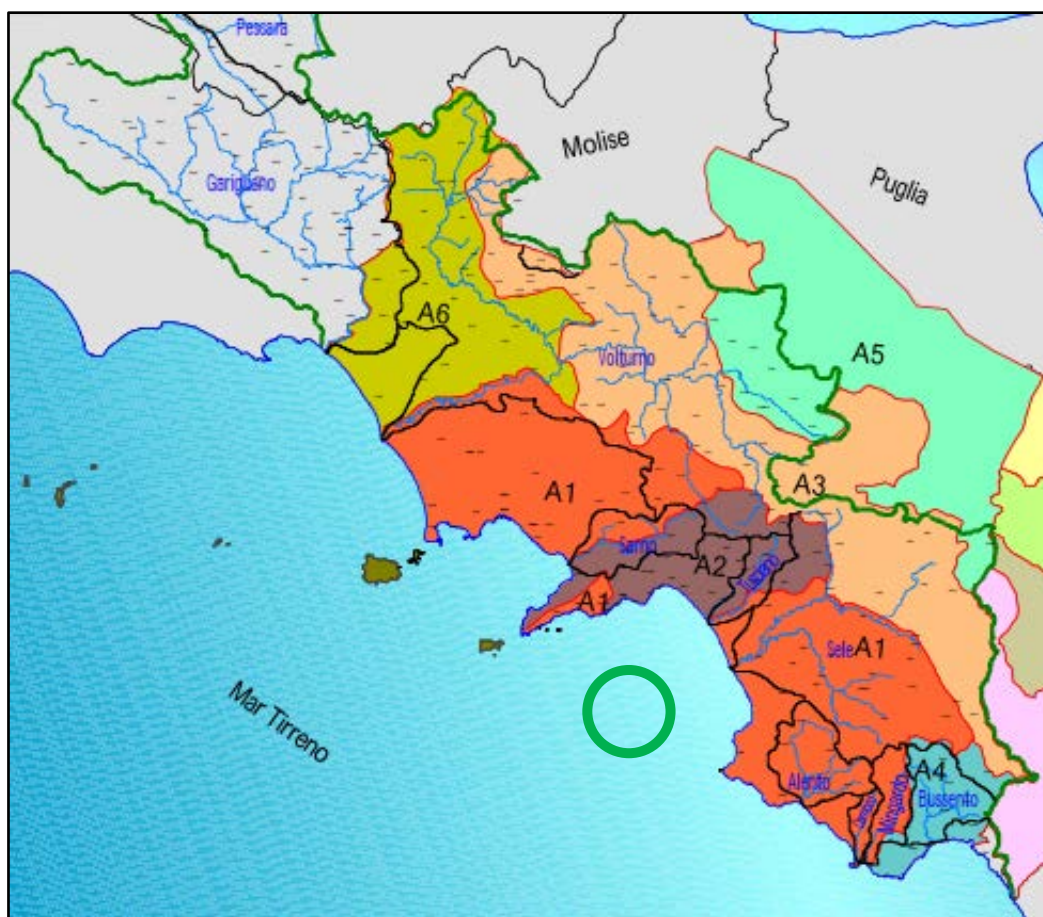 Pescara
Molise
Puglia
Garigliano
A6
Volturno
A5
A1
A3
Sarno
A2
Tusciano
A1
Sele
A1
Mar Tirreno
Alento
Mingardo
A4
Bussento